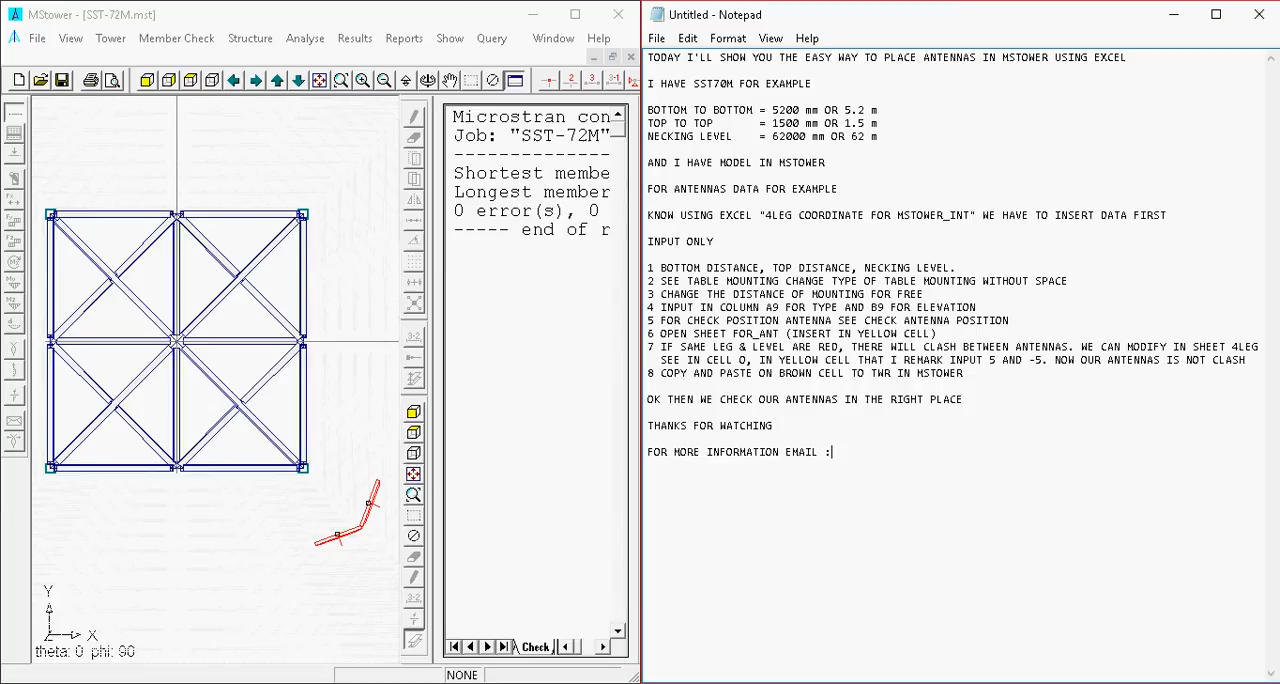 MStower - [SST-72M.mst]
File View Tower Member Check Structure Analyse Results Reports Show Query Window Help
Microstran con
Job: "SST-72M"
--------------
Shortest membe
Longest member
0 error(s), 0
----- end of r
Y
Z X
theta: 0 phi: 90
Check
NONE
Untitled - Notepad
File Edit Format View Help
TODAY I'LL SHOW YOU THE EASY WAY TO PLACE ANTENNAS IN MSTOWER USING EXCEL
I HAVE SST70M FOR EXAMPLE
BOTTOM TO BOTTOM = 5200 mm OR 5.2 m
TOP TO TOP = 1500 mm OR 1.5 m
NECKING LEVEL = 62000 mm OR 62 m
AND I HAVE MODEL IN MSTOWER
FOR ANTENNAS DATA FOR EXAMPLE
KNOW USING EXCEL "4LEG COORDINATE FOR MSTOWER_INT" WE HAVE TO INSERT DATA FIRST
INPUT ONLY
1 BOTTOM DISTANCE, TOP DISTANCE, NECKING LEVEL.
2 SEE TABLE MOUNTING CHANGE TYPE OF TABLE MOUNTING WITHOUT SPACE
3 CHANGE THE DISTANCE OF MOUNTING FOR FREE
4 INPUT IN COLUMN A9 FOR TYPE AND B9 FOR ELEVATION
5 FOR CHECK POSITION ANTENNA SEE CHECK ANTENNA POSITION
6 OPEN SHEET FOR_ANT (INSERT IN YELLOW CELL)
7 IF SAME LEG & LEVEL ARE RED, THERE WILL CLASH BETWEEN ANTENNAS. WE CAN MODIFY IN SHEET 4LEG
SEE IN CELL O, IN YELLOW CELL THAT I REMARK INPUT 5 AND -5. NOW OUR ANTENNAS IS NOT CLASH
8 COPY AND PASTE ON BROWN CELL TO TWR IN MSTOWER
OK THEN WE CHECK OUR ANTENNAS IN THE RIGHT PLACE
THANKS FOR WATCHING
FOR MORE INFORMATION EMAIL :